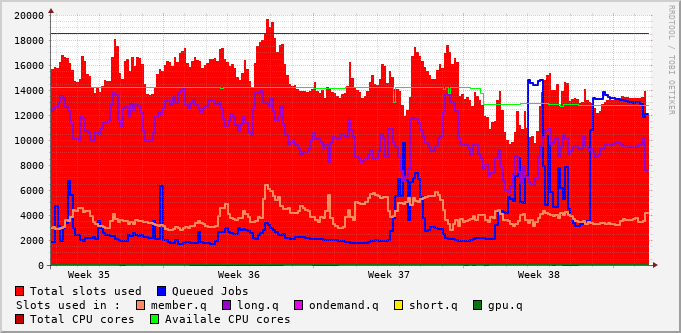 20000
18000
16000
14000
12000
10000
8000
6000
4000
2000
0
Week 35 Week 36 Week 37 Week 38
RRDTOOL / TOBI OETIKER
Total slots used Queued Jobs
Slots used in : member.q long.q ondemand.q short.q gpu.q
Total CPU cores Availale CPU cores